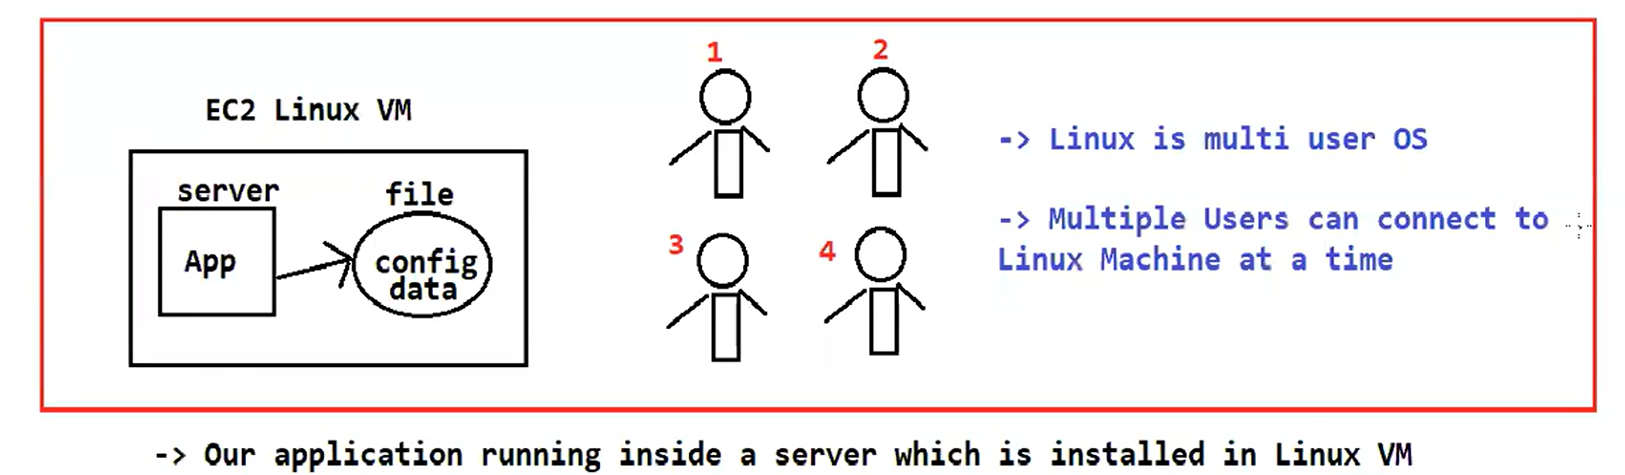 1
2
EC2 Linux VM
server
file
App
config
data
3
4
-> Linux is multi user OS
-> Multiple Users can connect to
Linux Machine at a time
-> Our application running inside a server which is installed in Linux VM